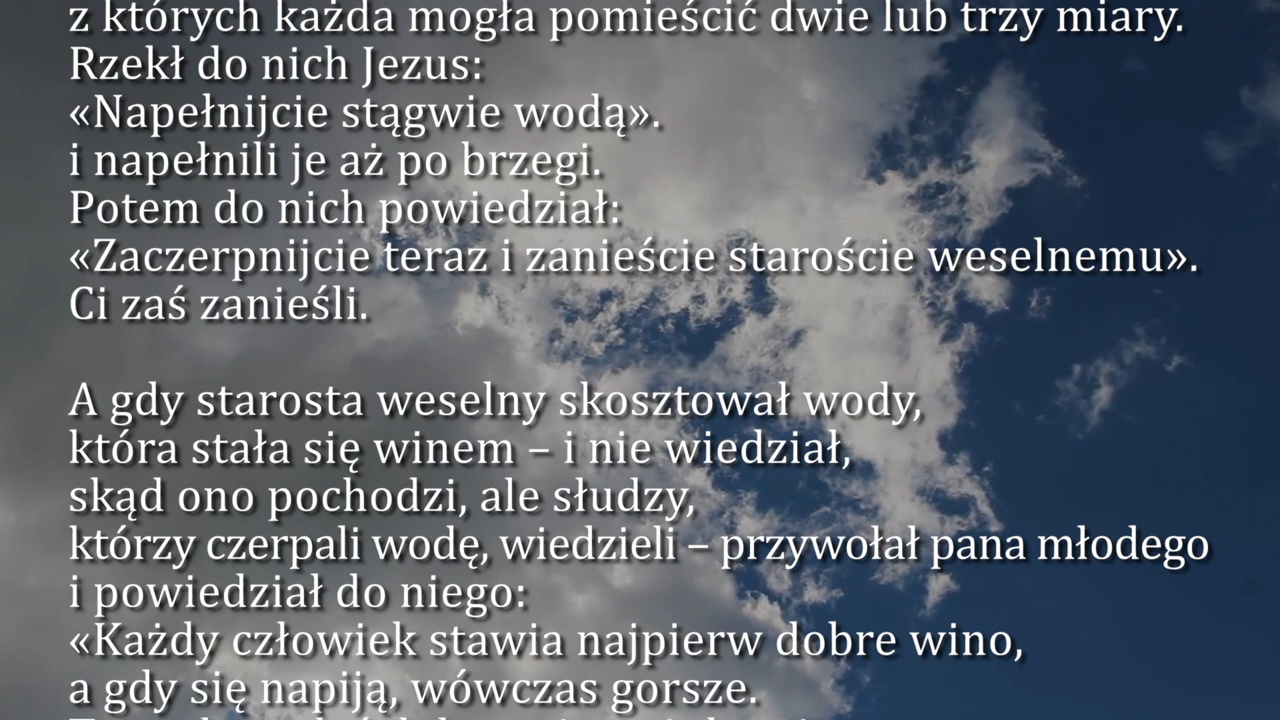 z których każda mogła pomieścić dwie lub trzy miary.
Rzekł do nich Jezus:
«Napełnijcie stągwie wodą».
i napełnili je aż po brzegi.
Potem do nich powiedział:
«Zaczerpnijcie teraz i zanieście staroście weselnemu».
Ci zaś zanieśli.
A gdy starosta weselny skosztował wody,
która stała się winem – i nie wiedział,
skąd ono pochodzi, ale słudzy,
którzy czerpali wodę, wiedzieli – przywołał pana młodego
i powiedział do niego:
«Każdy człowiek stawia najpierw dobre wino,
a gdy się napiją, wówczas gorsze.